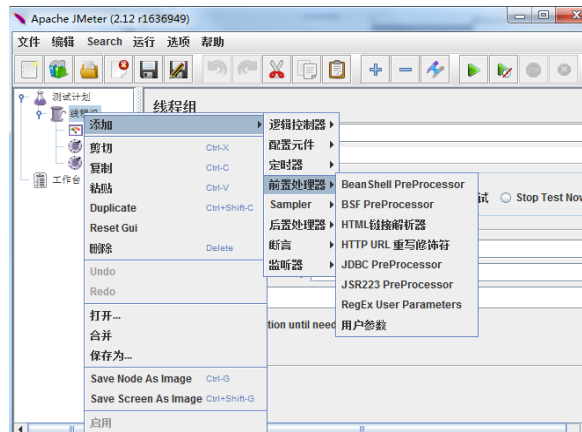 Apache JMeter (2.12 r1636949)
文件 编辑 Search 运行 选项 帮助
测试计划
线程组
工作台
线程组
添加
剪切 Ctrl-X
复制 Ctrl-C
粘贴 Ctrl-V
Duplicate Ctrl+Shift-C
Reset Gui
删除 Delete
Undo
Redo
打开...
合并
保存为...
Save Node As Image Ctrl-G
Save Screen As Image Ctrl+Shift-G
启用
逻辑控制器
配置元件
定时器
前置处理器
Sampler
后置处理器
断言
监听器
BeanShell PreProcessor
BSF PreProcessor
HTML链接解析器
HTTP URL 重写修饰符
JDBC PreProcessor
JSR223 PreProcessor
RegEx User Parameters
用户参数
试 Stop Test Now
tion until need